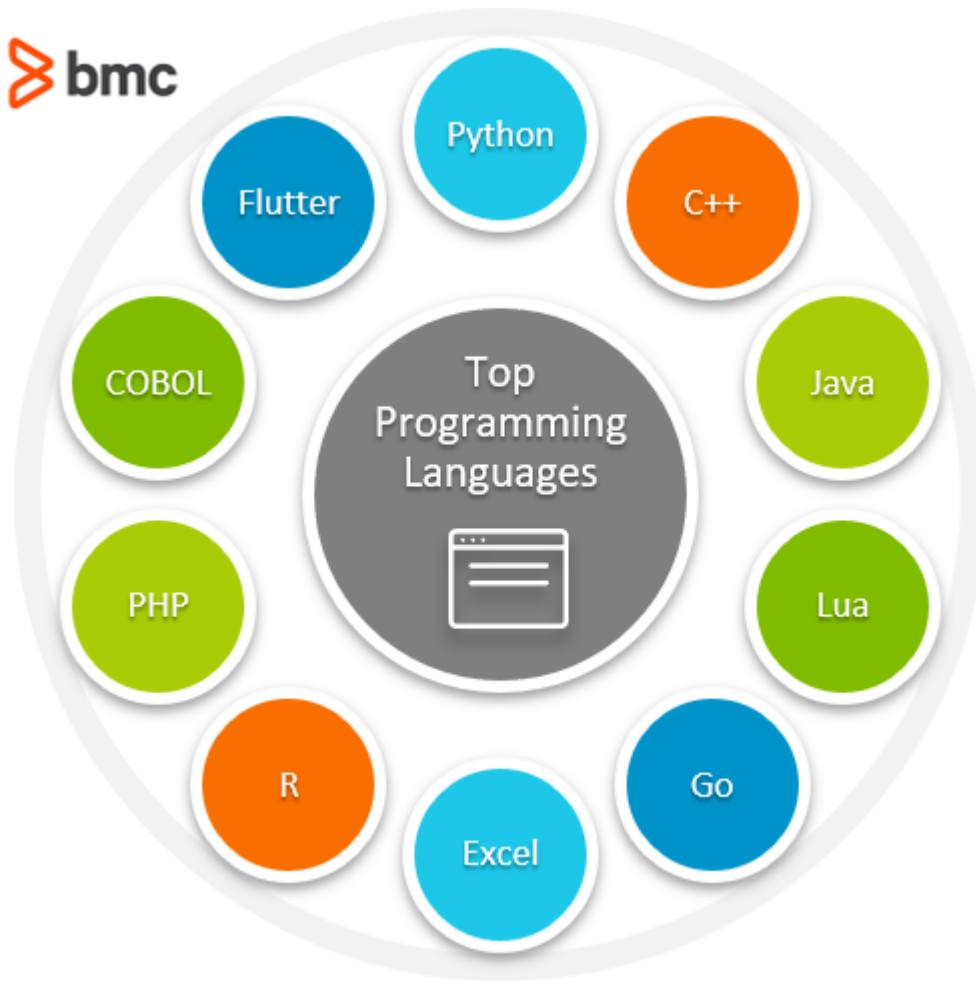 bmc
Python
C++
Java
Lua
Go
Excel
R
PHP
COBOL
Flutter
Top
Programming
Languages